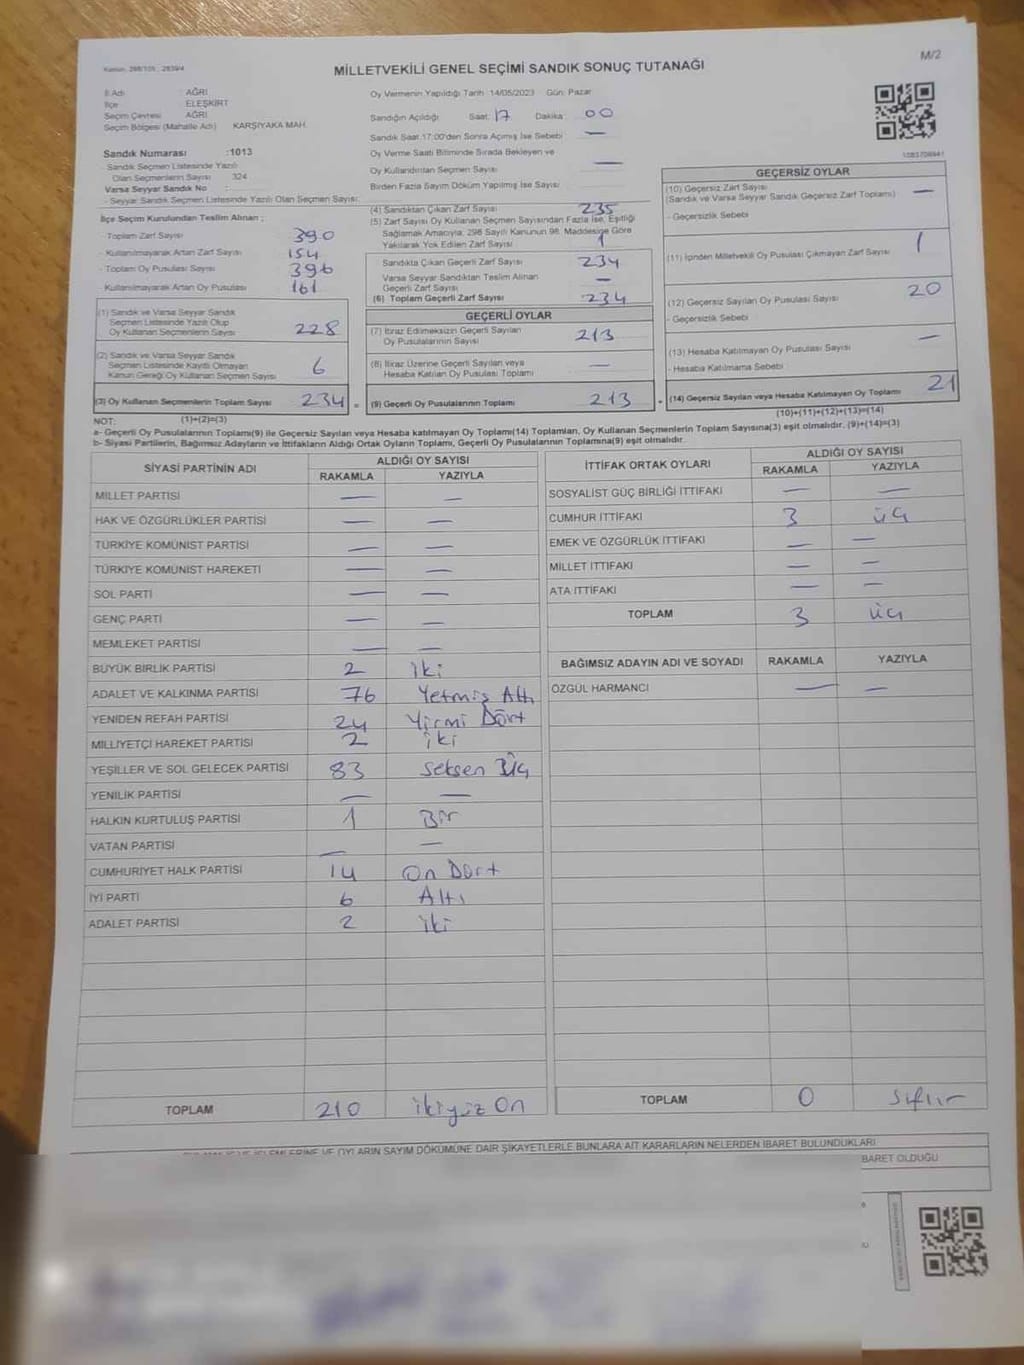 Kanun: 298/105 , 2839/4
MİLLETVEKİLİ GENEL SEÇİMİ SANDIK SONUÇ TUTANAĞI
M/2
İl Adı : AĞRI
İlçe : ELEŞKİRT
Seçim Çevresi : AĞRI
Seçim Bölgesi (Mahalle Adı) KARŞIYAKA MAH.
Sandık Numarası :1013
Sandık Seçmen Listesinde Yazılı
Olan Seçmenlerin Sayısı : 324
Varsa Seyyar Sandık No :
- Seyyar Sandık Seçmen Listesinde Yazılı Olan Seçmen Sayısı:
Oy Vermenin Yapıldığı Tarih :14/05/2023 Gün: Pazar
Sandığın Açıldığı Saat: 17 Dakika : 00
Sandık Saat 17:00'den Sonra Açmış İse Sebebi : —
Oy Verme Saati Bitiminde Sırada Bekleyen ve
Oy Kullandırılan Seçmen Sayısı: —
Birden Fazla Sayım Döküm Yapılmış İse Sayısı :
İlçe Seçim Kurulundan Teslim Alınan ;
- Toplam Zarf Sayısı 390
- Kullanılmayarak Artan Zarf Sayısı 154
- Toplam Oy Pusulası Sayısı 396
- Kullanılmayarak Artan Oy Pusulası 161
(1) Sandık ve Varsa Seyyar Sandık
Seçmen Listesinde Yazılı Olup
Oy Kullanan Seçmenlerin Sayısı 228
(2) Sandık ve Varsa Seyyar Sandık
Seçmen Listesinde Kayıtlı Olmayan
Kanun Gereği Oy Kullanan Seçmen Sayısı 6
(3) Oy Kullanan Seçmenlerin Toplam Sayısı 234 =
(4) Sandıktan Çıkan Zarf Sayısı 235
(5) Zarf Sayısı Oy Kullanan Seçmen Sayısından Fazla İse, Eşitliği
Sağlamak Amacıyla; 298 Sayılı Kanunun 98. Maddesine Göre
Yakılarak Yok Edilen Zarf Sayısı 1
Sandıkta Çıkan Geçerli Zarf Sayısı 234
Varsa Seyyar Sandıktan Teslim Alınan
Geçerli Zarf Sayısı —
(6) Toplam Geçerli Zarf Sayısı 234
GEÇERLİ OYLAR
(7) İtiraz Edilmeksizin Geçerli Sayılan
Oy Pusulalarının Sayısı 213
(8) İtiraz Üzerine Geçerli Sayılan veya
Hesaba Katılan Oy Pusulası Toplamı —
(9) Geçerli Oy Pusulalarının Toplamı 213 +
1083706941
GEÇERSİZ OYLAR
(10) Geçersiz Zarf Sayısı
(Sandık ve Varsa Seyyar Sandık Geçersiz Zarf Toplamı) —
- Geçersizlik Sebebi
(11) İçinden Milletvekili Oy Pusulası Çıkmayan Zarf Sayısı 1
(12) Geçersiz Sayılan Oy Pusulası Sayısı 20
- Geçersizlik Sebebi
(13) Hesaba Katılmayan Oy Pusulası Sayısı —
- Hesaba Katılmama Sebebi
(14) Geçersiz Sayılan veya Hesaba Katılmayan Oy Toplamı 21
(10)+(11)+(12)+(13)=(14)
NOT: (1)+(2)=(3)
a- Geçerli Oy Pusulalarının Toplamı(9) ile Geçersiz Sayılan veya Hesaba Katılmayan Oy Toplamı(14) Toplamları, Oy Kullanan Seçmenlerin Toplam Sayısına(3) eşit olmalıdır. (9)+(14)=(3)
b- Siyasi Partilerin, Bağımsız Adayların ve İttifakların Aldığı Ortak Oyların Toplamı, Geçerli Oy Pusulalarının Toplamına(9) eşit olmalıdır.
SİYASİ PARTİNİN ADI ALDIĞI OY SAYISI
RAKAMLA YAZIYLA
MİLLET PARTİSİ — —
HAK VE ÖZGÜRLÜKLER PARTİSİ — —
TÜRKİYE KOMÜNİST PARTİSİ — —
TÜRKİYE KOMÜNİST HAREKETİ — —
SOL PARTİ — —
GENÇ PARTİ — —
MEMLEKET PARTİSİ — —
BÜYÜK BİRLİK PARTİSİ 2 iki
ADALET VE KALKINMA PARTİSİ 76 Yetmiş Altı
YENİDEN REFAH PARTİSİ 24 Yirmi Dört
MİLLİYETÇİ HAREKET PARTİSİ 2 iki
YEŞİLLER VE SOL GELECEK PARTİSİ 83 Seksen Üç
YENİLİK PARTİSİ — —
HALKIN KURTULUŞ PARTİSİ 1 Bir
VATAN PARTİSİ — —
CUMHURİYET HALK PARTİSİ 14 On Dört
İYİ PARTİ 6 Altı
ADALET PARTİSİ 2 iki
TOPLAM 210 ikiyüz On
İTTİFAK ORTAK OYLARI ALDIĞI OY SAYISI
RAKAMLA YAZIYLA
SOSYALİST GÜÇ BİRLİĞİ İTTİFAKI — —
CUMHUR İTTİFAKI 3 üç
EMEK VE ÖZGÜRLÜK İTTİFAKI — —
MİLLET İTTİFAKI — —
ATA İTTİFAKI — —
TOPLAM 3 üç
BAĞIMSIZ ADAYIN ADI VE SOYADI RAKAMLA YAZIYLA
ÖZGÜL HARMANCI — —
TOPLAM 0 Sıfır
OYLARIN SAYIM DÖKÜMÜNE DAİR ŞİKAYETLERLE BUNLARA AİT KARARLARIN NELERDEN İBARET BULUNDUKLARI
BARET OLDUĞU